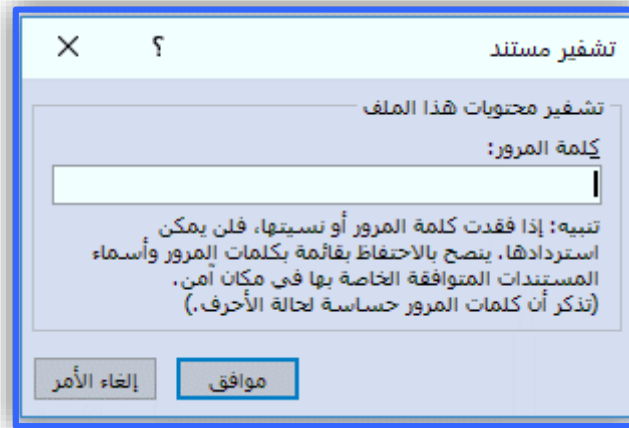 تشفير مستند ؟ ×
تشفير محتويات هذا الملف
كلمة المرور:
تنبيه: إذا فقدت كلمة المرور أو نسيتها، فلن يمكن
استردادها. ينصح بالاحتفاظ بقائمة بكلمات المرور وأسماء
المستندات المتوافقة الخاصة بها في مكان آمن.
(تذكر أن كلمات المرور حساسة لحالة الأحرف.)
موافق إلغاء الأمر